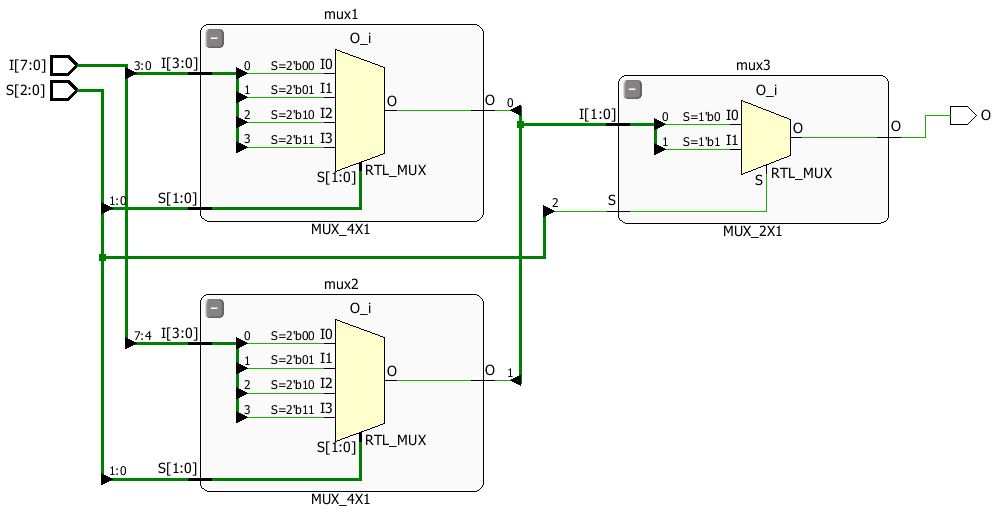 mux1
O_i
I[7:0]
S[2:0]
3:0
I[3:0]
0
S=2'b00
I0
1
S=2'b01
I1
2
S=2'b10
I2
3
S=2'b11
I3
O
O
0
S[1:0]
RTL_MUX
1:0
S[1:0]
MUX_4X1
mux3
O_i
I[1:0]
0
S=1'b0
I0
1
S=1'b1
I1
O
O
O
S
RTL_MUX
2
S
MUX_2X1
mux2
O_i
7:4
I[3:0]
0
S=2'b00
I0
1
S=2'b01
I1
2
S=2'b10
I2
3
S=2'b11
I3
O
O
1
S[1:0]
RTL_MUX
1:0
S[1:0]
MUX_4X1